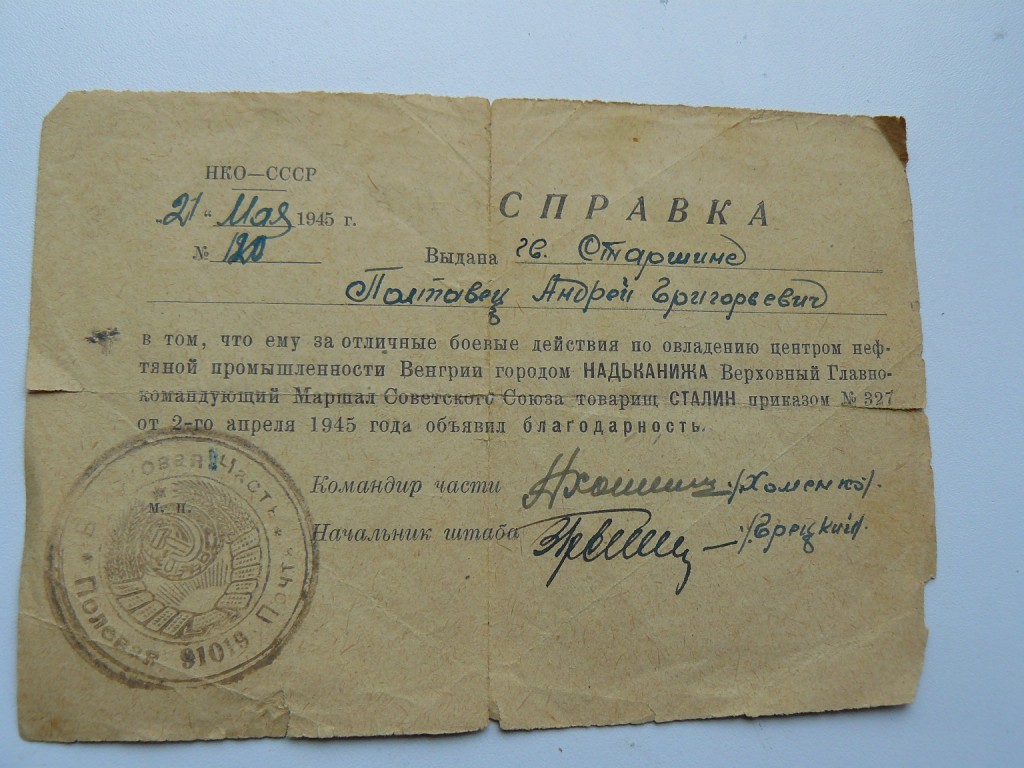 НКО—СССР
„21“ Мая 1945 г.
№ 120
СПРАВКА
Выдана гв. Старшине
Полтавец Андрей Григорьевич
в том, что ему за отличные боевые действия по овладению центром неф-
тяной промышленности Венгрии городом НАДЬКАНИЖА Верховный Главно-
командующий Маршал Советского Союза товарищ СТАЛИН приказом № 327
от 2-го апреля 1945 года объявил благодарность.
Командир части /Хоменко/.
м. п.
Начальник штаба /Грецкий/.
Войсковая Часть * Полевая Почта *
81019